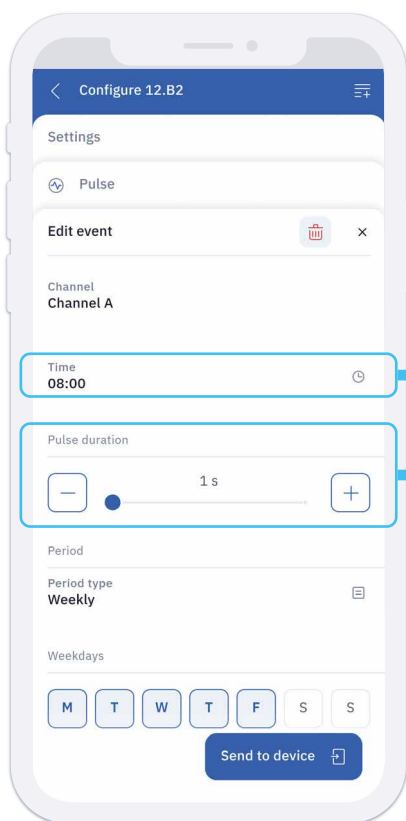 Configure 12.B2
Settings
Pulse
Edit event
Channel
Channel A
Time
08:00
Pulse duration
1 s
Period
Period type
Weekly
Weekdays
M T W T F S S
Send to device